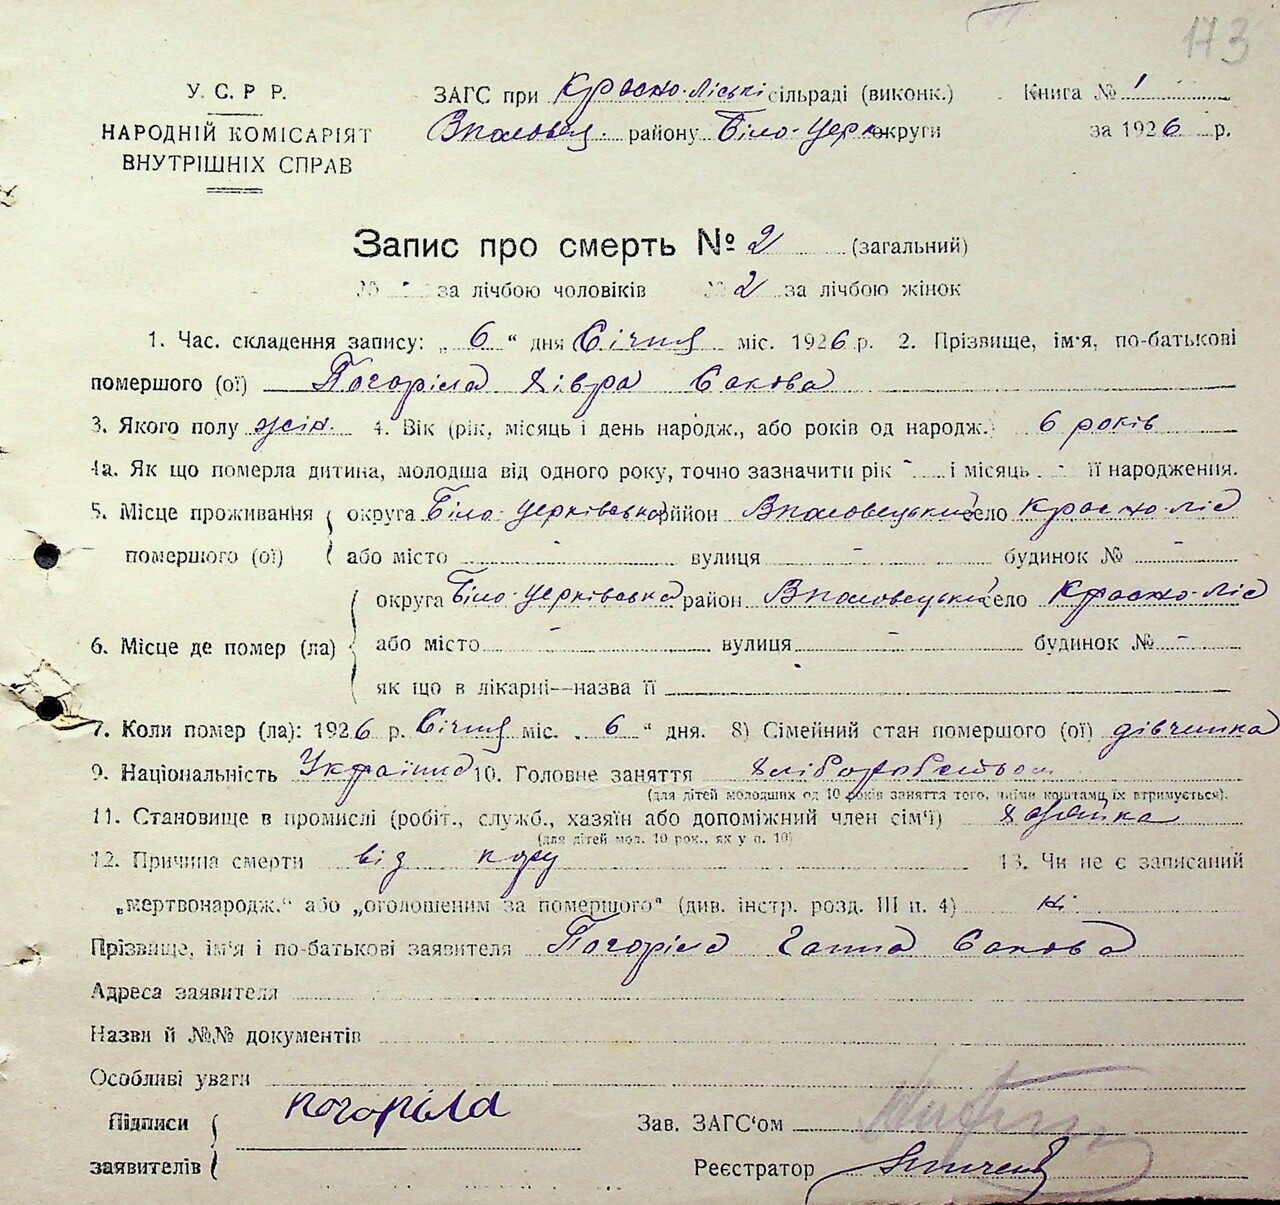 173
У. С. Р Р.
НАРОДНІЙ КОМІСАРІЯТ
ВНУТРІШНІХ СПРАВ
ЗАГС при Красно-Ліські сільраді (виконк.)
району Біло-Церк округи
Книга № 1
за 1926 р.
Запис про смерть № 2 (загальний)
№ - за лічбою чоловіків № 2 за лічбою жінок
1. Час складення запису: „ 6 “ дня Січня міс. 1926 р. 2. Прізвище, ім'я, по-батькові
помершого (ої) Погоріла Хівра Сакова
3. Якого полу жін. 4. Вік (рік, місяць і день народж., або років од народж.) 6 років
4а. Як що померла дитина, молодша від одного року, точно зазначити рік - і місяць - її народження.
5. Місце проживання округа Біло-Церківська район село Красно-Ліс
помершого (ої) або місто - вулиця - будинок № -
округа Біло-Церківська район село Красно-Ліс
6. Місце де помер (ла) або місто - вулиця - будинок № -
як що в лікарні—назва її
7. Коли помер (ла): 1926 р. Січня міс. „ 6 “ дня. 8) Сімейний стан помершого (ої) дівчинка
9. Національність Українка 10. Головне заняття
(для дітей молодших од 10 років заняття того, чиїми коштами їх втримується).
11. Становище в промислі (робіт., служб., хазяїн або допоміжний член сім'ї) хазяйка
(для дітей мол. 10 рок., як у п. 10)
12. Причина смерти від кору 13. Чи не є записаний
„мертвонародж.“ або „оголошеним за помершого“ (див. інстр. розд. III п. 4) ні
Прізвище, ім'я і по-батькові заявителя Погоріла Ганна Сакова
Адреса заявителя
Назви й №№ документів
Особливі уваги
Підписи погоріла
заявителів
Зав. ЗАГС'ом
Реєстратор